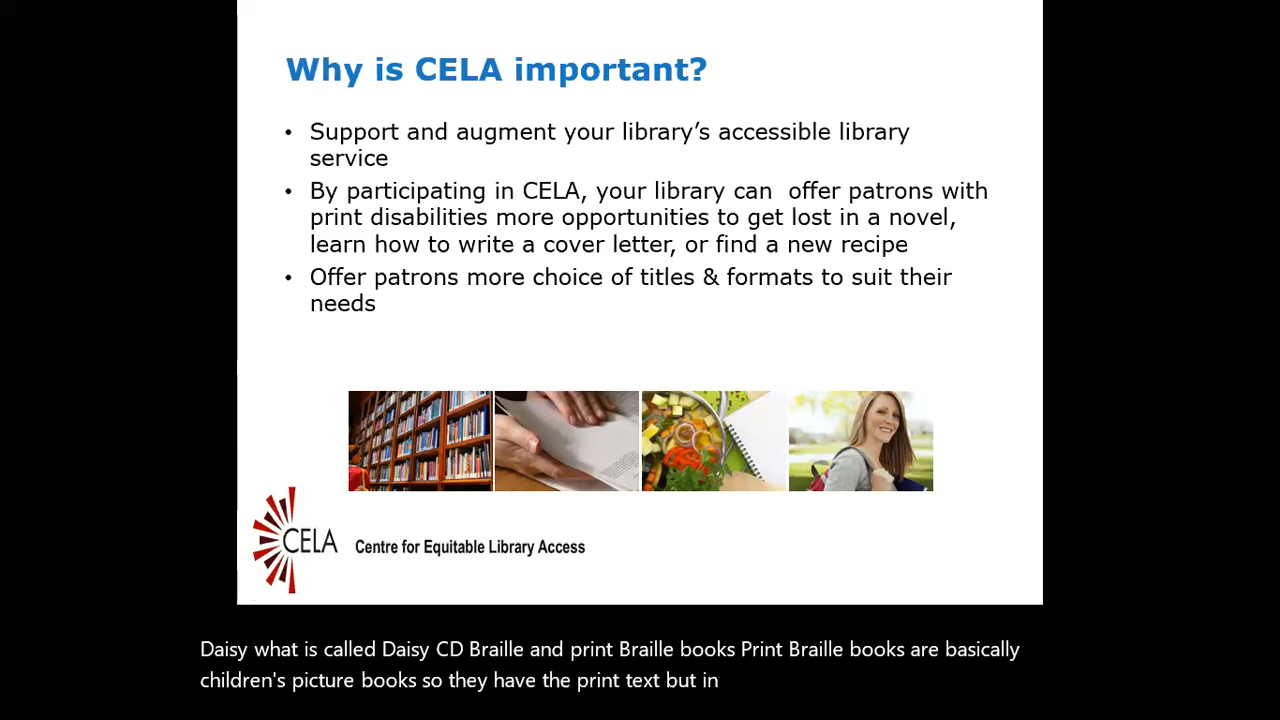 Why is CELA important?
• Support and augment your library’s accessible library
service
• By participating in CELA, your library can  offer patrons with
print disabilities more opportunities to get lost in a novel,
learn how to write a cover letter, or find a new recipe
• Offer patrons more choice of titles & formats to suit their
needs
CELA
Centre for Equitable Library Access
Daisy what is called Daisy CD Braille and print Braille books Print Braille books are basically
children's picture books so they have the print text but in